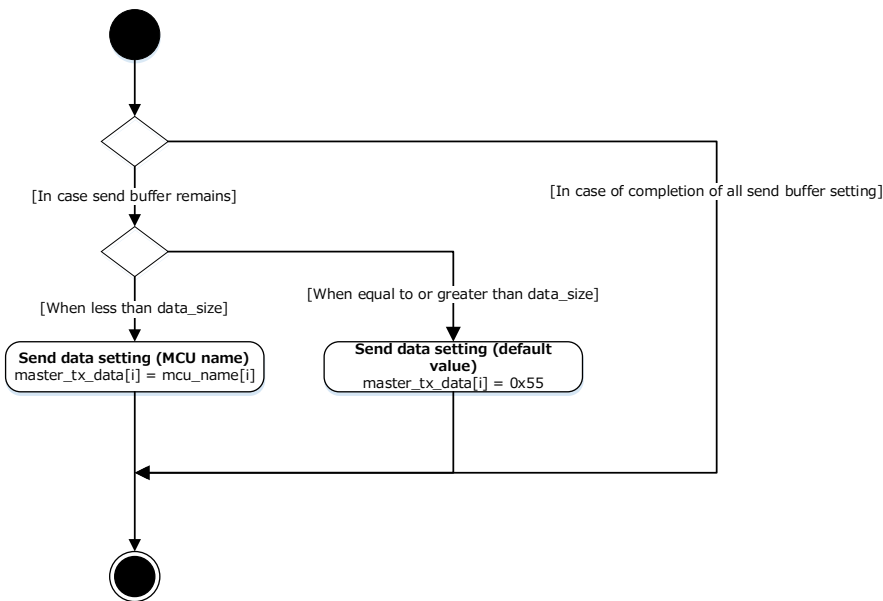 [In case send buffer remains]
[In case of completion of all send buffer setting]
[When less than data_size]
[When equal to or greater than data_size]
Send data setting (MCU name)
master_tx_data[i] = mcu_name[i]
Send data setting (default
value)
master_tx_data[i] = 0x55